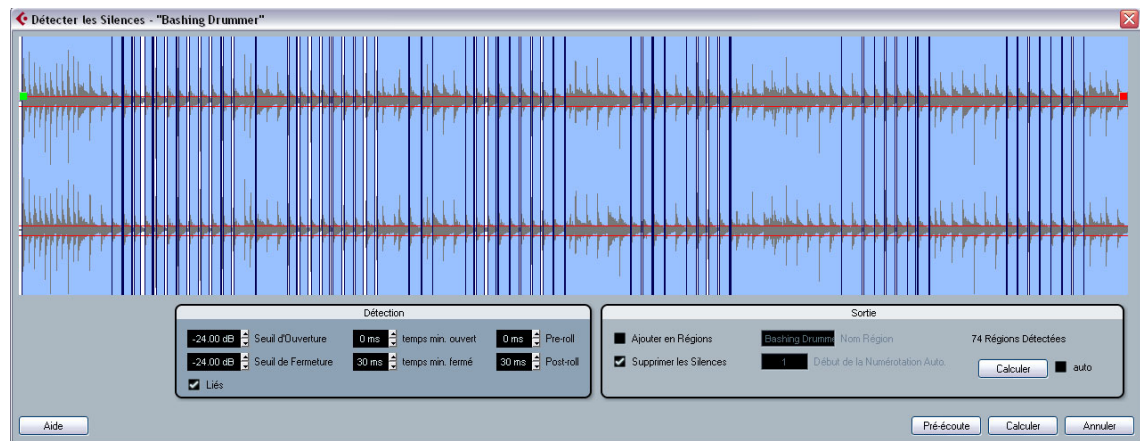 Détecter les Silences - "Bashing Drummer"
Détection
-24.00 dB Seuil d'Ouverture 0 ms temps min. ouvert 0 ms Pre-roll
-24.00 dB Seuil de Fermeture 30 ms temps min. fermé 30 ms Post-roll
Liés
Sortie
Ajouter en Régions Bashing Drumme Nom Région 74 Régions Détectées
Supprimer les Silences 1 Début de la Numérotation Auto. Calculer auto
Aide Pré-écoute Calculer Annuler